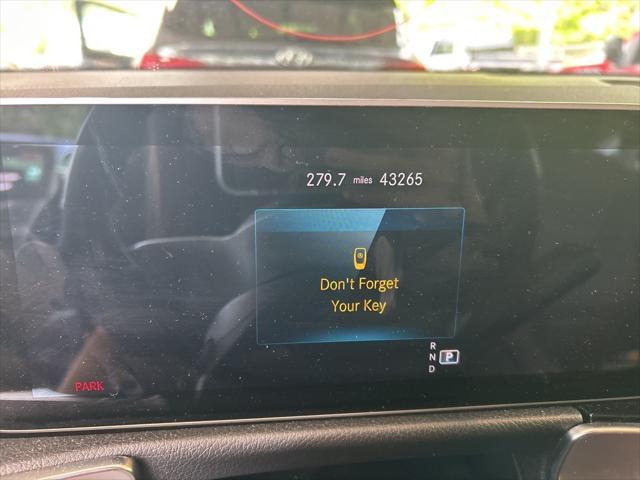 279.7 miles 43265
Don't Forget
Your Key
R
N P
D
PARK